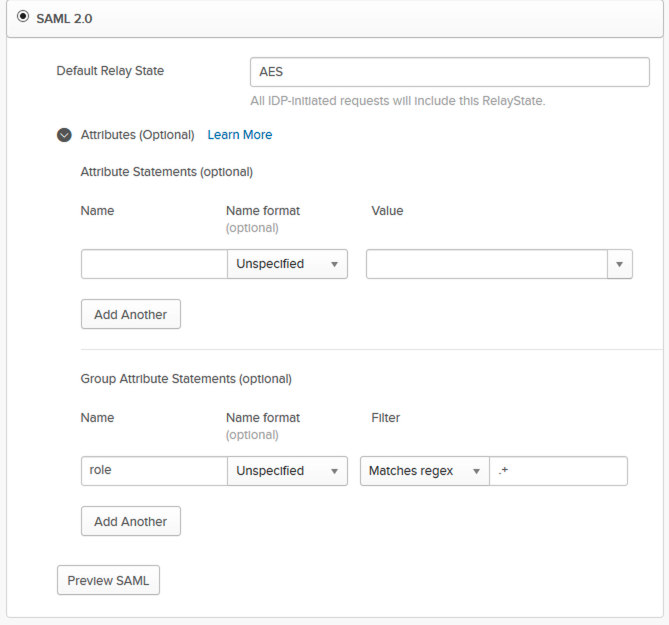 SAML 2.0
Default Relay State
AES
All IDP-initiated requests will include this RelayState.
Attributes (Optional) Learn More
Attribute Statements (optional)
Name Name format Value
(optional)
Unspecified
Add Another
Group Attribute Statements (optional)
Name Name format Filter
(optional)
role Unspecified Matches regex .+
Add Another
Preview SAML